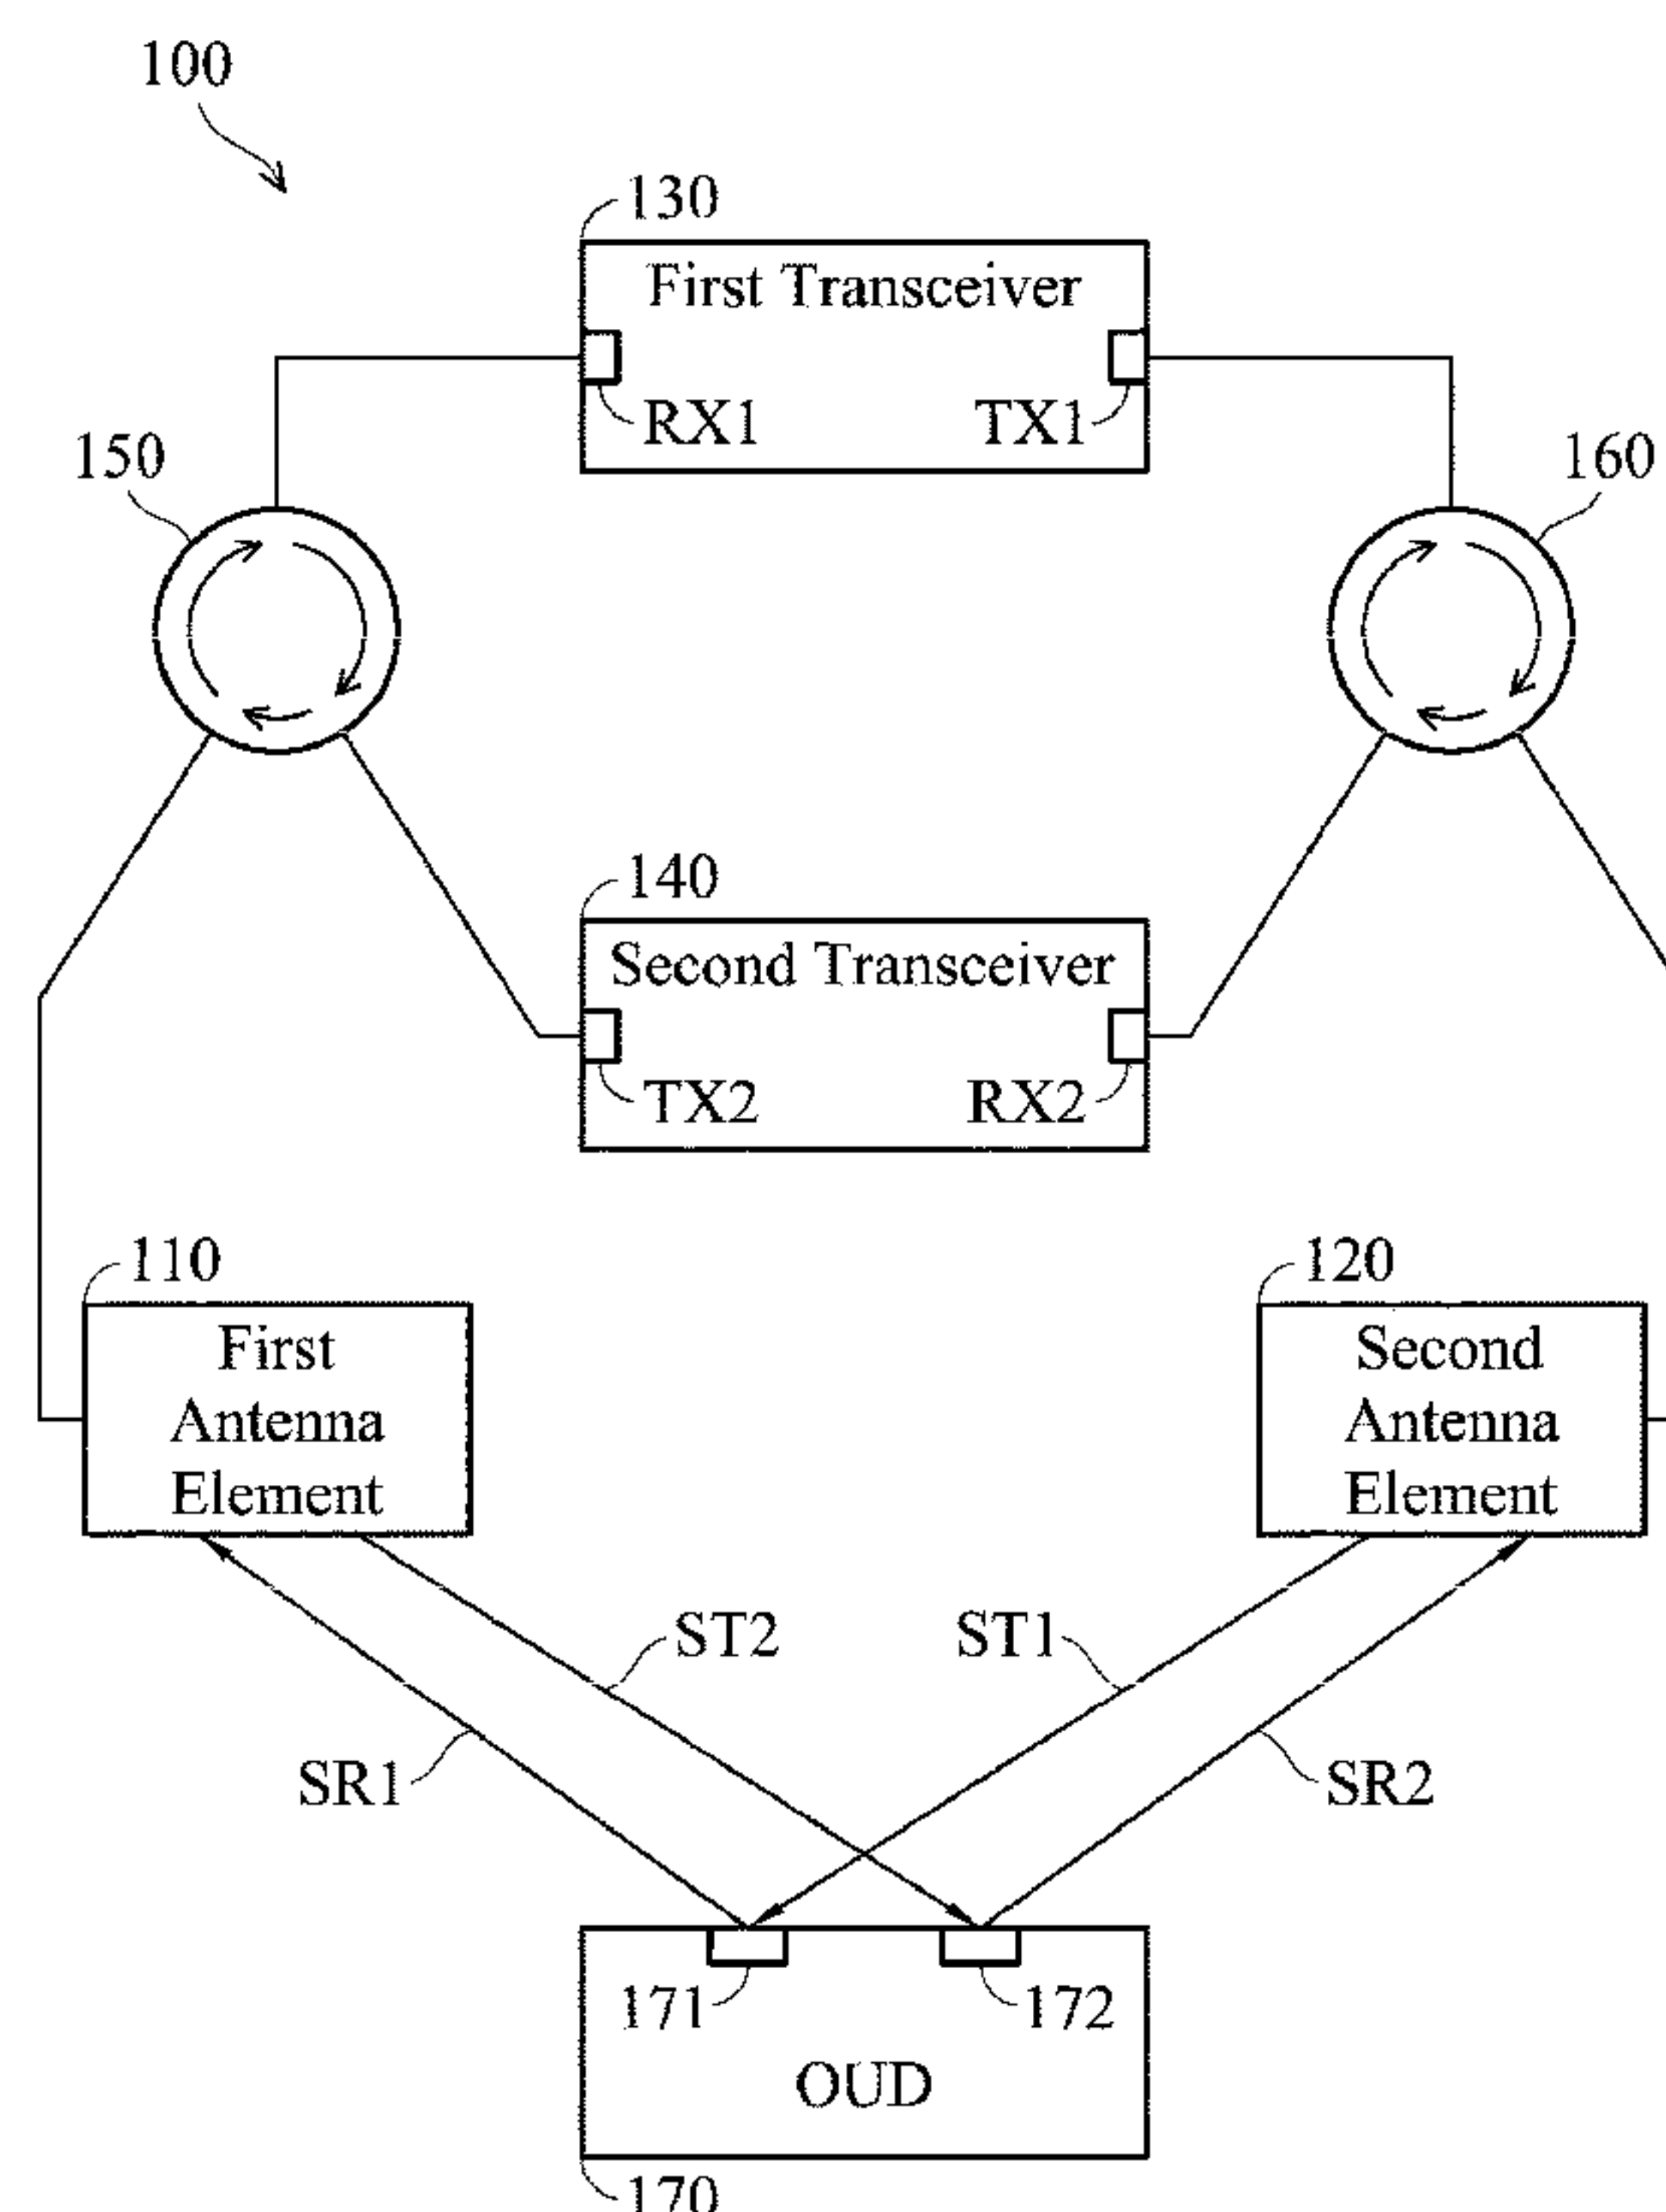 100
130
First Transceiver
RX1
TX1
150
160
140
Second Transceiver
TX2
RX2
110
120
First
Antenna
Element
Second
Antenna
Element
ST2
ST1
SR1
SR2
171
172
OUD
170